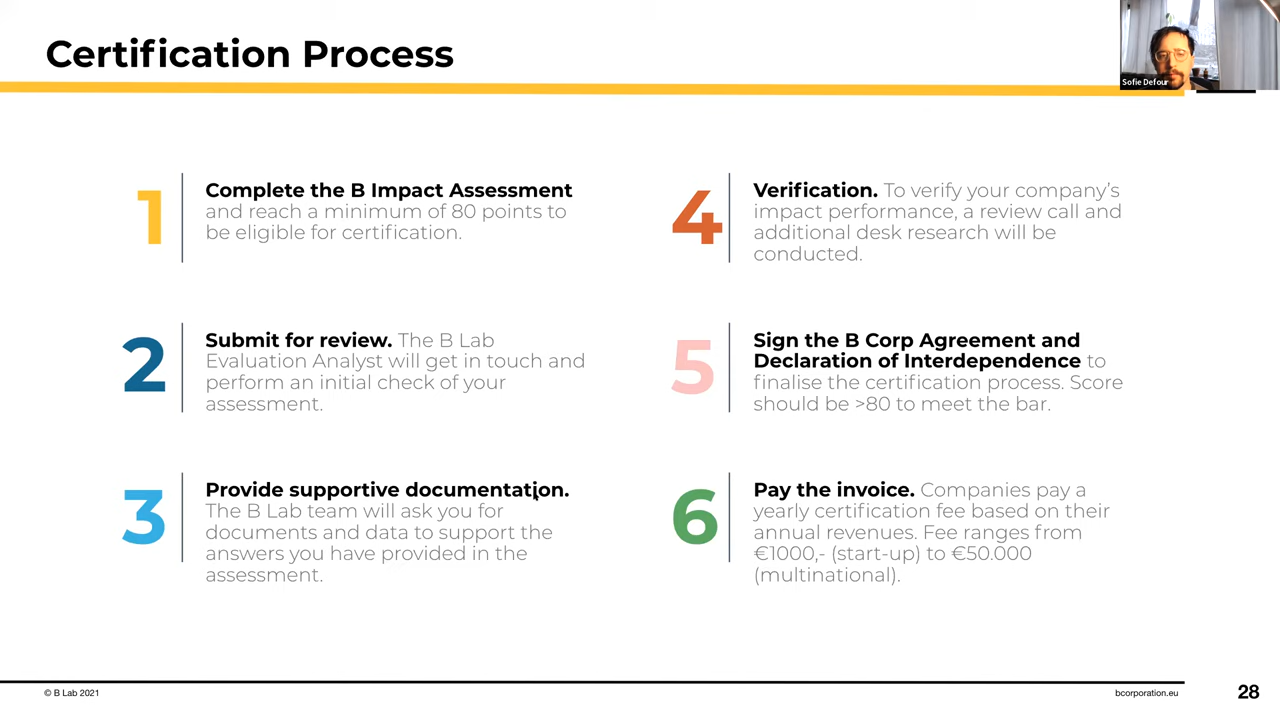 Certification Process
Sofie Defour
1
Complete the B Impact Assessment
and reach a minimum of 80 points to
be eligible for certification.
2
Submit for review. The B Lab
Evaluation Analyst will get in touch and
perform an initial check of your
assessment.
3
Provide supportive documentation.
The B Lab team will ask you for
documents and data to support the
answers you have provided in the
assessment.
4
Verification. To verify your company’s
impact performance, a review call and
additional desk research will be
conducted.
5
Sign the B Corp Agreement and
Declaration of Interdependence to
finalise the certification process. Score
should be >80 to meet the bar.
6
Pay the invoice. Companies pay a
yearly certification fee based on their
annual revenues. Fee ranges from
€1000,- (start-up) to €50.000
(multinational).
© B Lab 2021
bcorporation.eu
28